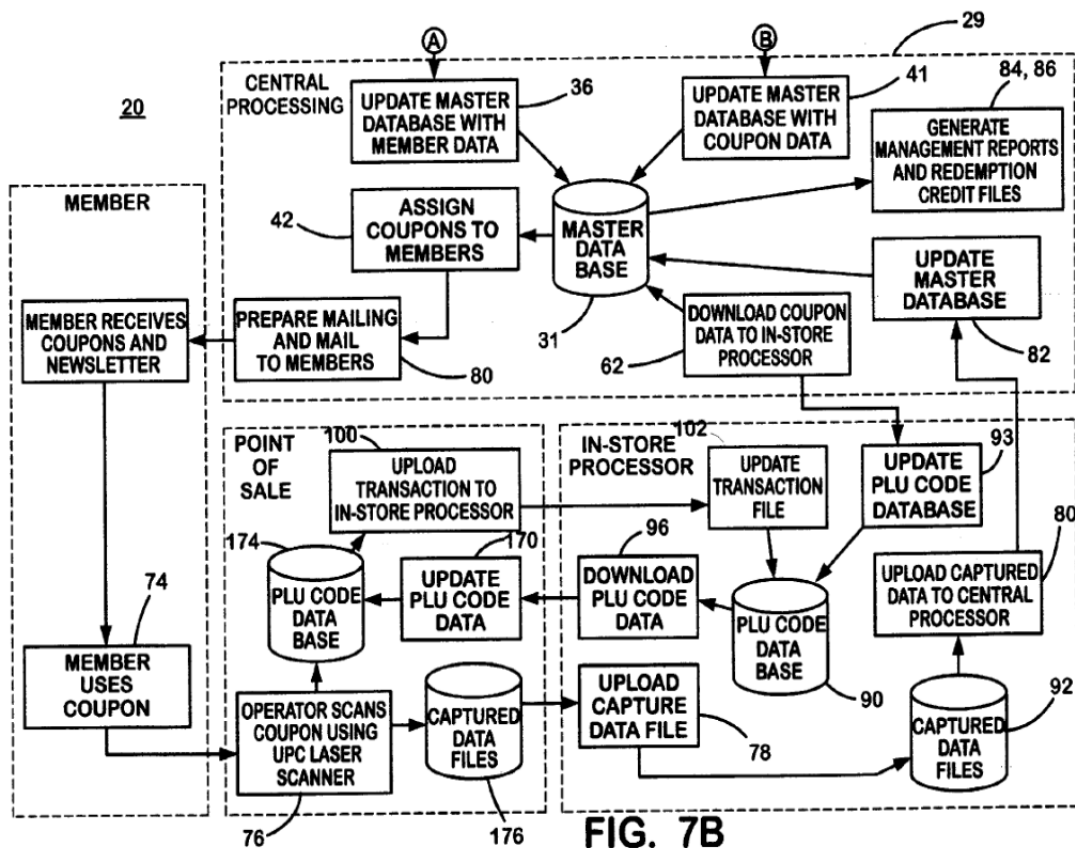 A
B
29
CENTRAL
PROCESSING
20
UPDATE MASTER
DATABASE WITH
MEMBER DATA
36
UPDATE MASTER
DATABASE WITH
COUPON DATA
41
84, 86
GENERATE
MANAGEMENT REPORTS
AND REDEMPTION
CREDIT FILES
MEMBER
42
ASSIGN
COUPONS TO
MEMBERS
MASTER
DATA
BASE
31
UPDATE
MASTER
DATABASE
82
MEMBER RECEIVES
COUPONS AND
NEWSLETTER
PREPARE MAILING
AND MAIL
TO MEMBERS
80
DOWNLOAD COUPON
DATA TO IN-STORE
PROCESSOR
62
POINT
OF
SALE
100
UPLOAD
TRANSACTION TO
IN-STORE PROCESSOR
IN-STORE
PROCESSOR
102
UPDATE
TRANSACTION
FILE
93
UPDATE
PLU CODE
DATABASE
174
PLU CODE
DATA
BASE
170
UPDATE
PLU CODE
DATA
96
DOWNLOAD
PLU CODE
DATA
PLU CODE
DATA
BASE
90
80
UPLOAD CAPTURED
DATA TO CENTRAL
PROCESSOR
74
MEMBER
USES
COUPON
OPERATOR SCANS
COUPON USING
UPC LASER
SCANNER
76
CAPTURED
DATA
FILES
176
UPLOAD
CAPTURE
DATA FILE
78
CAPTURED
DATA
FILES
92
FIG. 7B